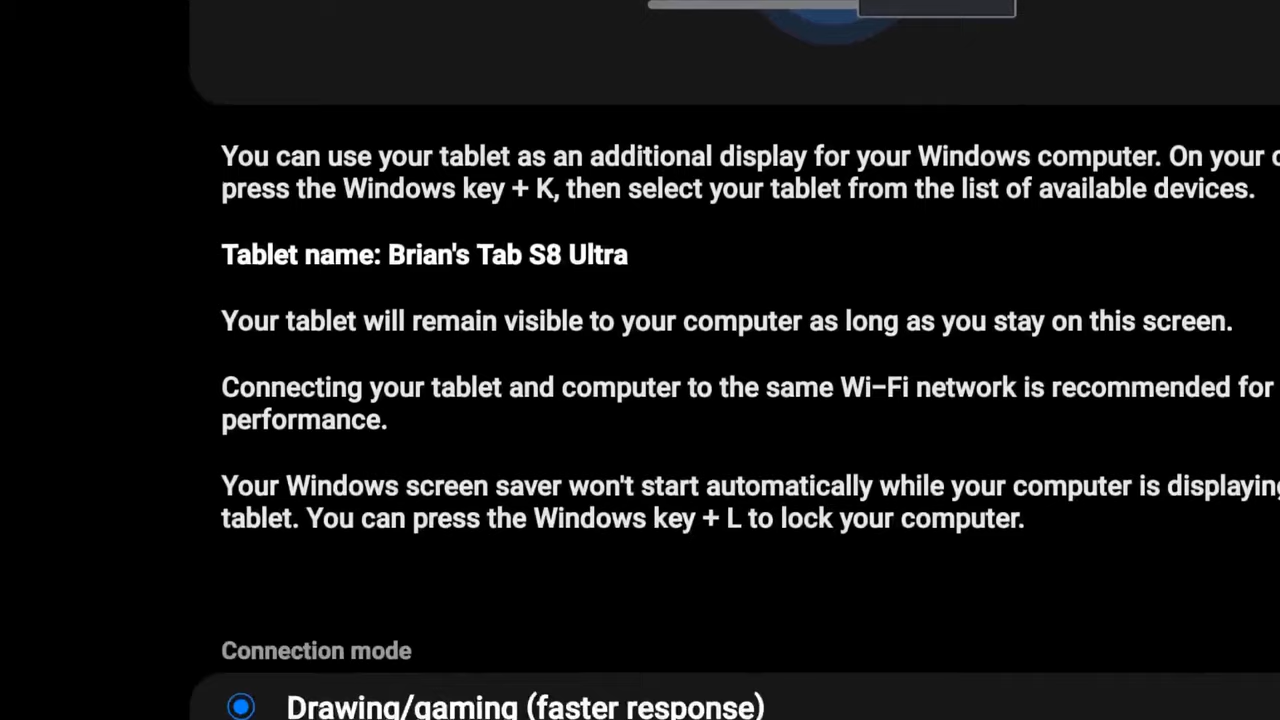 You can use your tablet as an additional display for your Windows computer. On your
press the Windows key + K, then select your tablet from the list of available devices.
Tablet name: Brian's Tab S8 Ultra
Your tablet will remain visible to your computer as long as you stay on this screen.
Connecting your tablet and computer to the same Wi-Fi network is recommended for
performance.
Your Windows screen saver won't start automatically while your computer is displaying
tablet. You can press the Windows key + L to lock your computer.
Connection mode
Drawing/gaming (faster response)